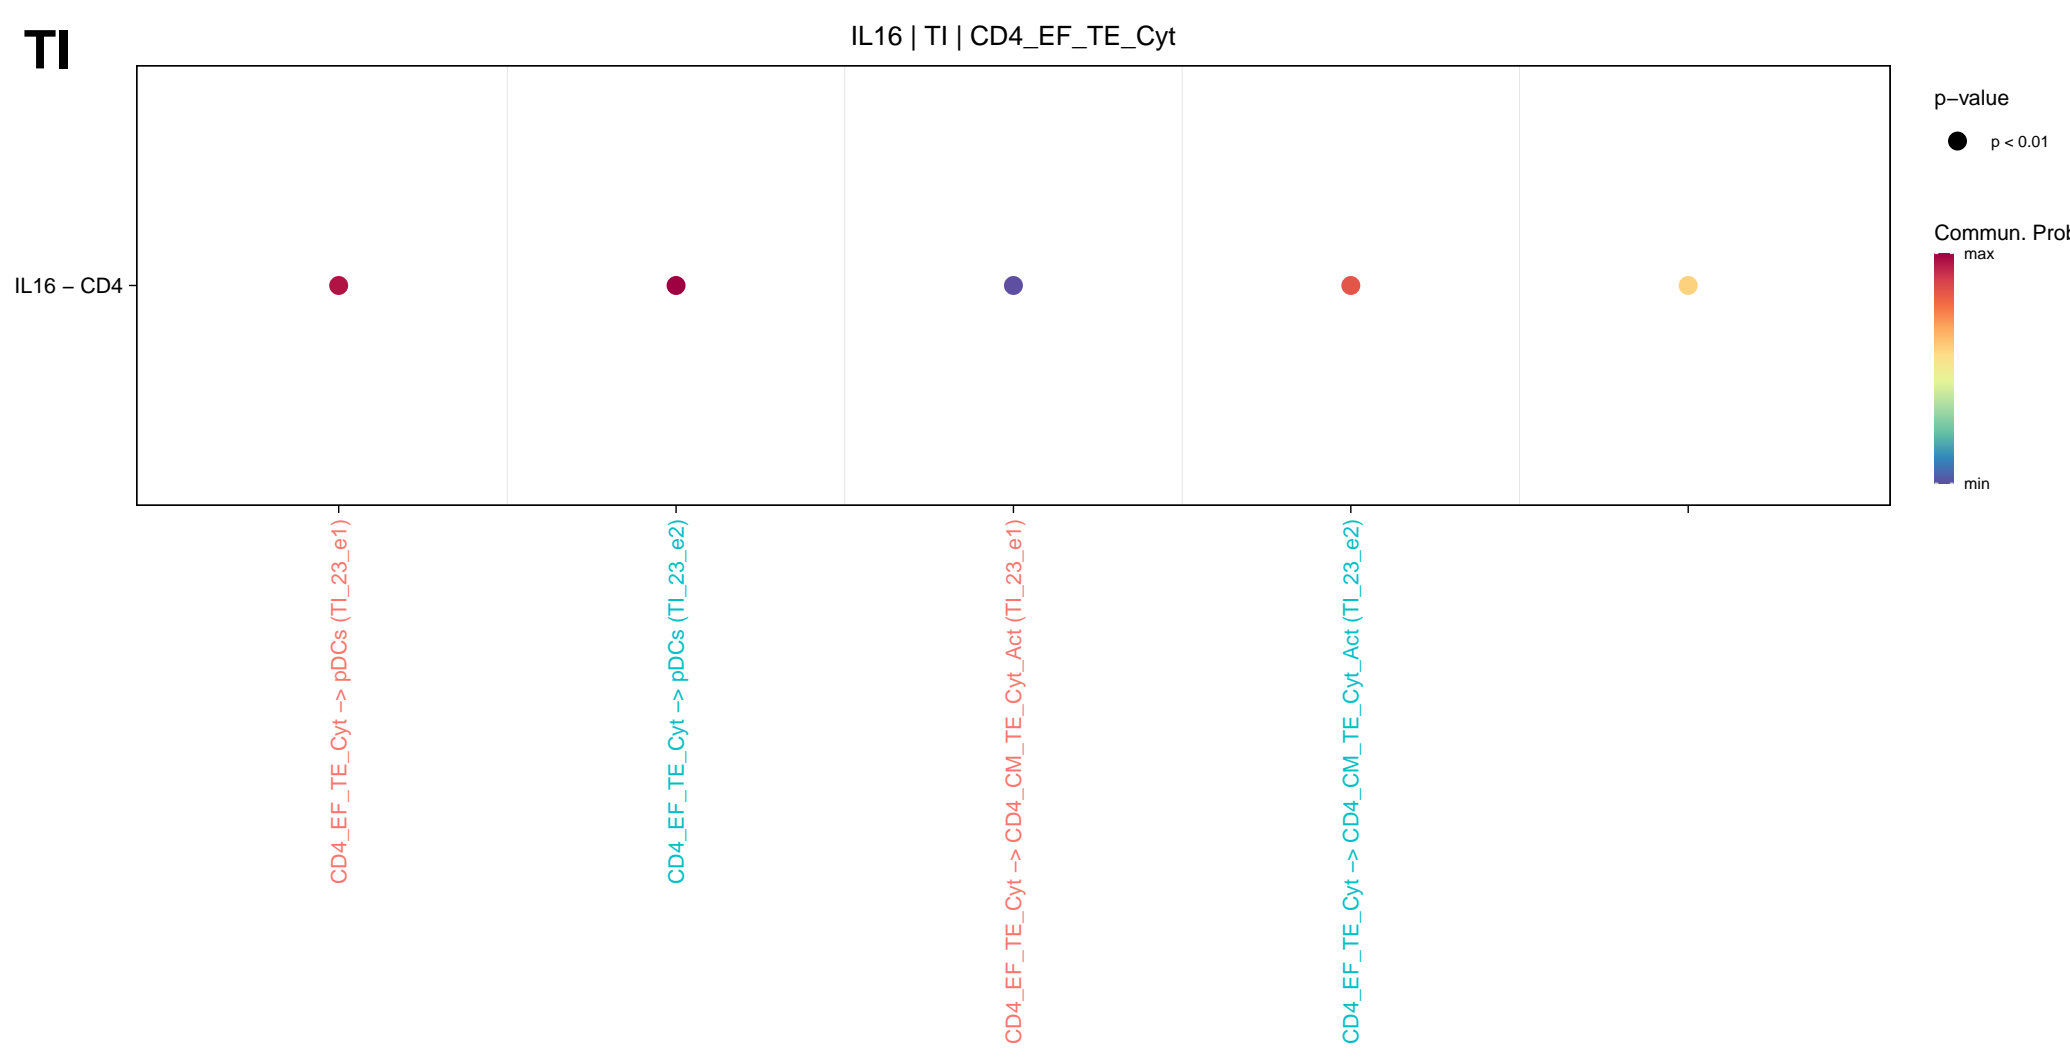 TI
IL16 | TI | CD4_EF_TE_Cyt
IL16 − CD4
p−value
p < 0.01
Commun. Prob
max
min
CD4_EF_TE_Cyt −> pDCs (TI_23_e1)
CD4_EF_TE_Cyt −> pDCs (TI_23_e2)
CD4_EF_TE_Cyt −> CD4_CM_TE_Cyt_Act (TI_23_e1)
CD4_EF_TE_Cyt −> CD4_CM_TE_Cyt_Act (TI_23_e2)